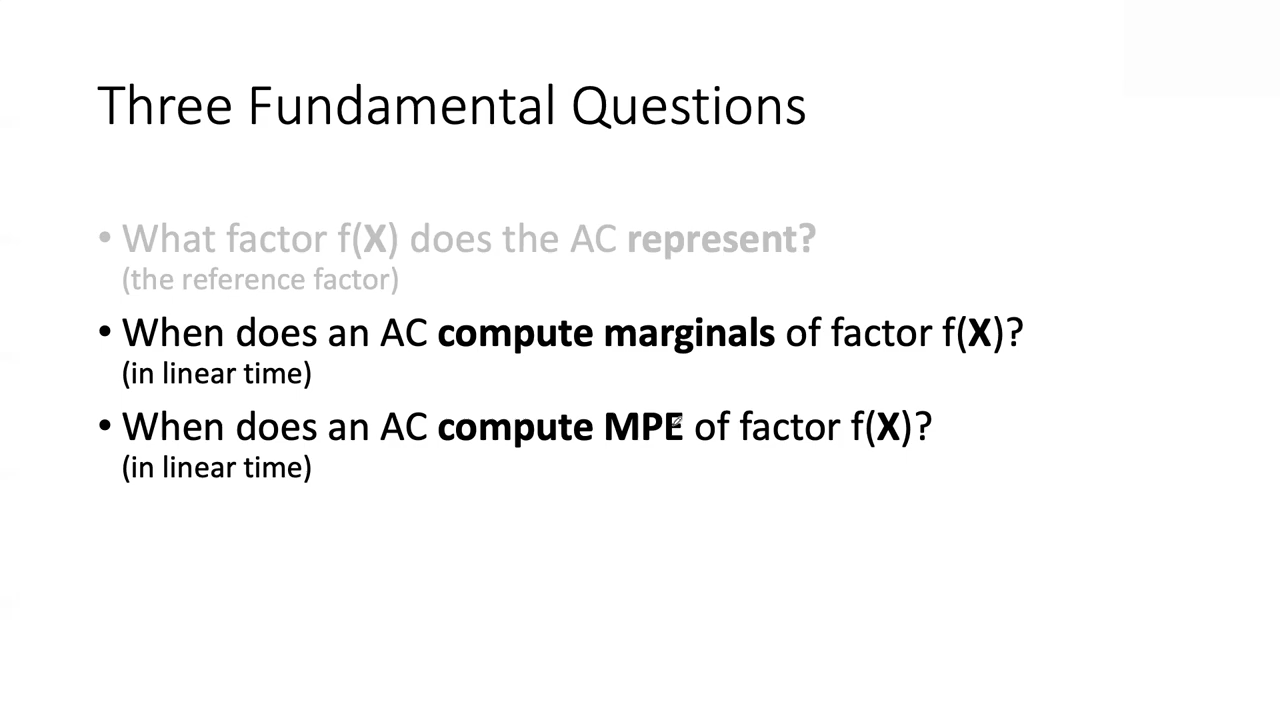 Three Fundamental Questions
• What factor f(X) does the AC represent?
(the reference factor)
• When does an AC compute marginals of factor f(X)?
(in linear time)
• When does an AC compute MPE of factor f(X)?
(in linear time)